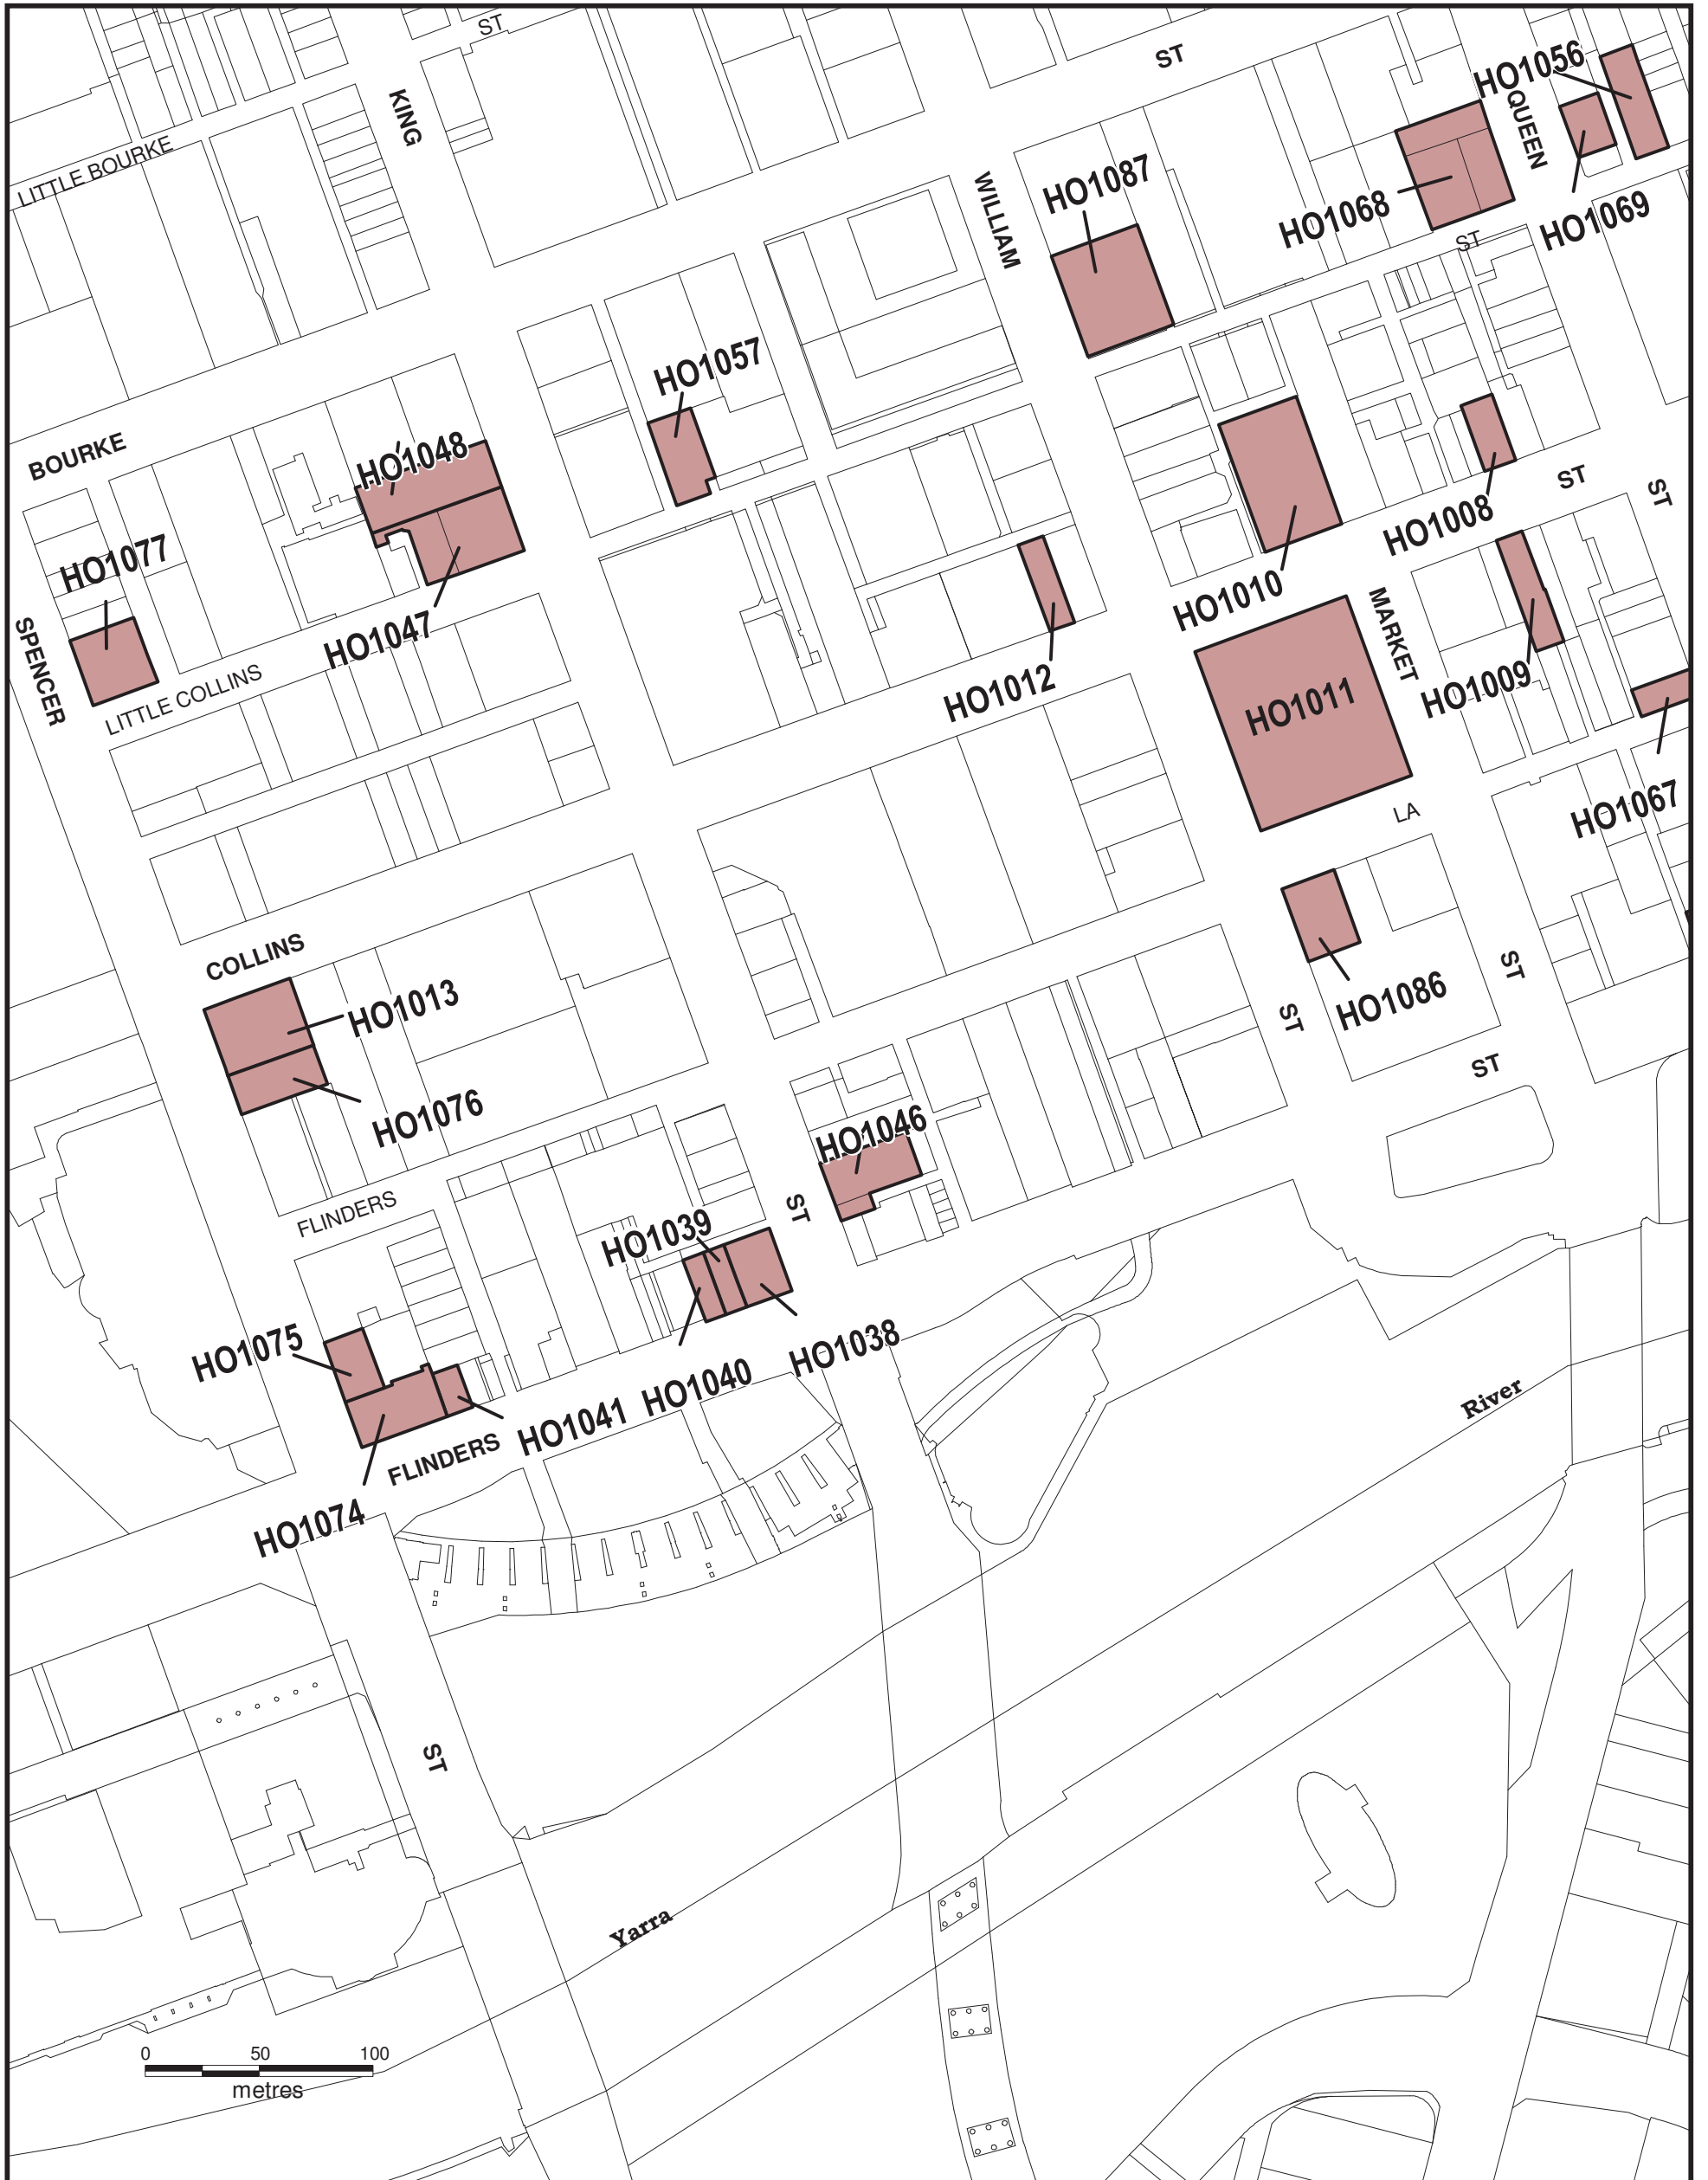 ST
ST
HO1056
KING
QUEEN
LITTLE BOURKE
WILLIAM
HO1087
HO1068
HO1069
ST
HO1057
BOURKE
HO1048
ST
ST
HO1008
HO1077
HO1010
MARKET
HO1047
SPENCER
LITTLE COLLINS
HO1012
HO1011
HO1009
HO1067
LA
COLLINS
ST
HO1013
HO1086
ST
ST
HO1076
HO1046
FLINDERS
ST
HO1039
HO1075
HO1038
HO1040
HO1041
FLINDERS
River
HO1074
ST
Yarra
0 50 100
metres